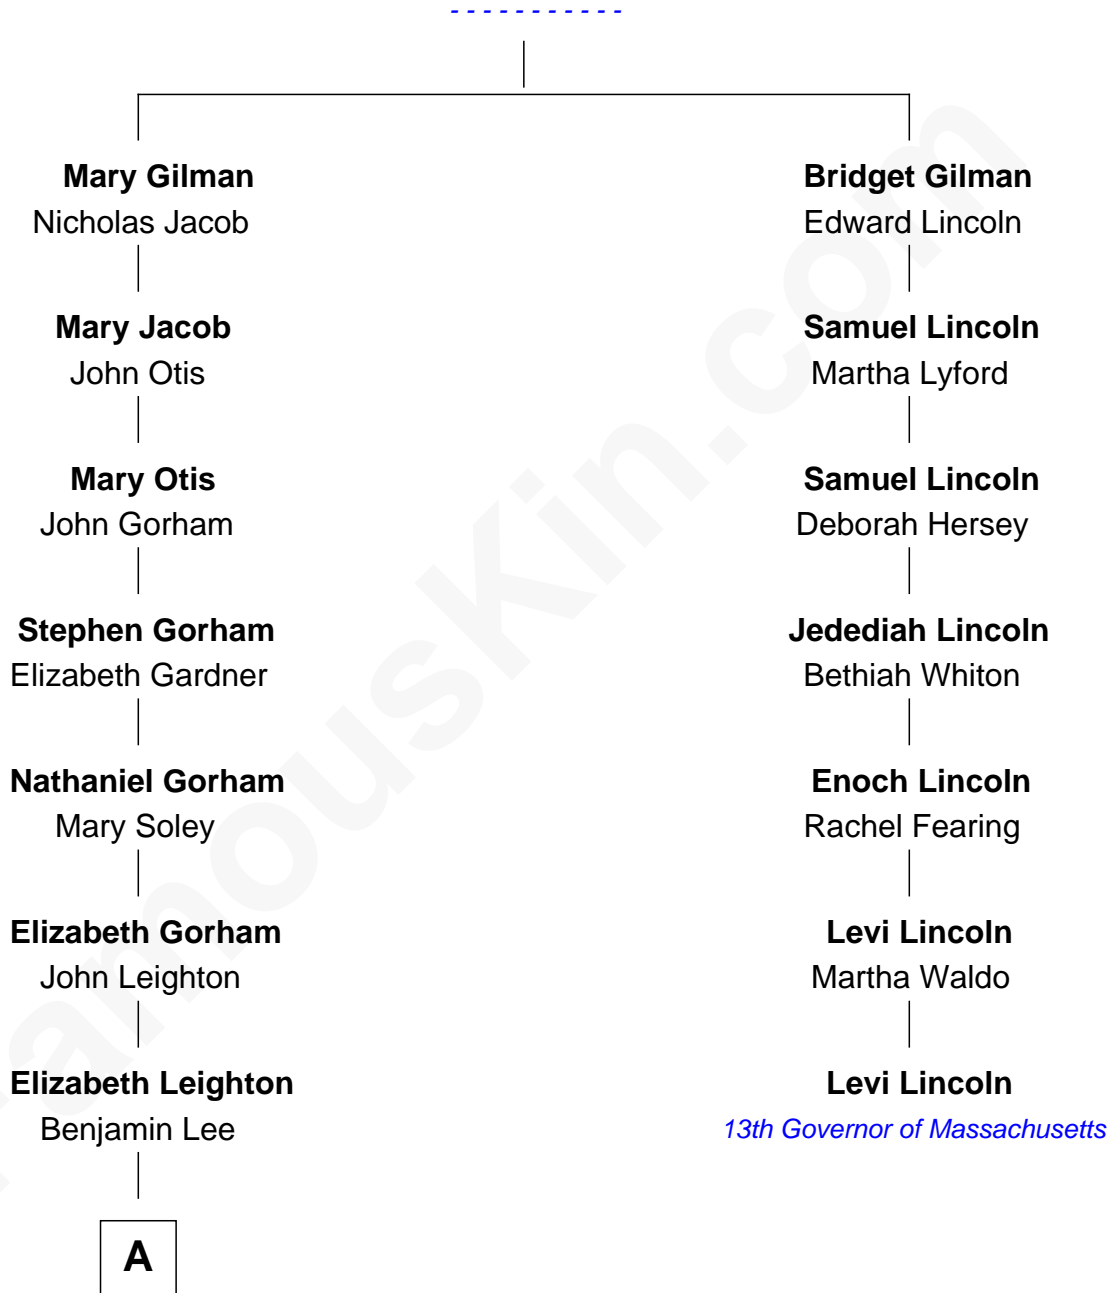 - - - - - - - - - - -
Mary Gilman
Nicholas Jacob
Bridget Gilman
Edward Lincoln
Mary Jacob
John Otis
Samuel Lincoln
Martha Lyford
Mary Otis
John Gorham
Samuel Lincoln
Deborah Hersey
Stephen Gorham
Elizabeth Gardner
Jedediah Lincoln
Bethiah Whiton
Nathaniel Gorham
Mary Soley
Enoch Lincoln
Rachel Fearing
Elizabeth Gorham
John Leighton
Levi Lincoln
Martha Waldo
Elizabeth Leighton
Benjamin Lee
Levi Lincoln
13th Governor of Massachusetts
A
FamousKin.com